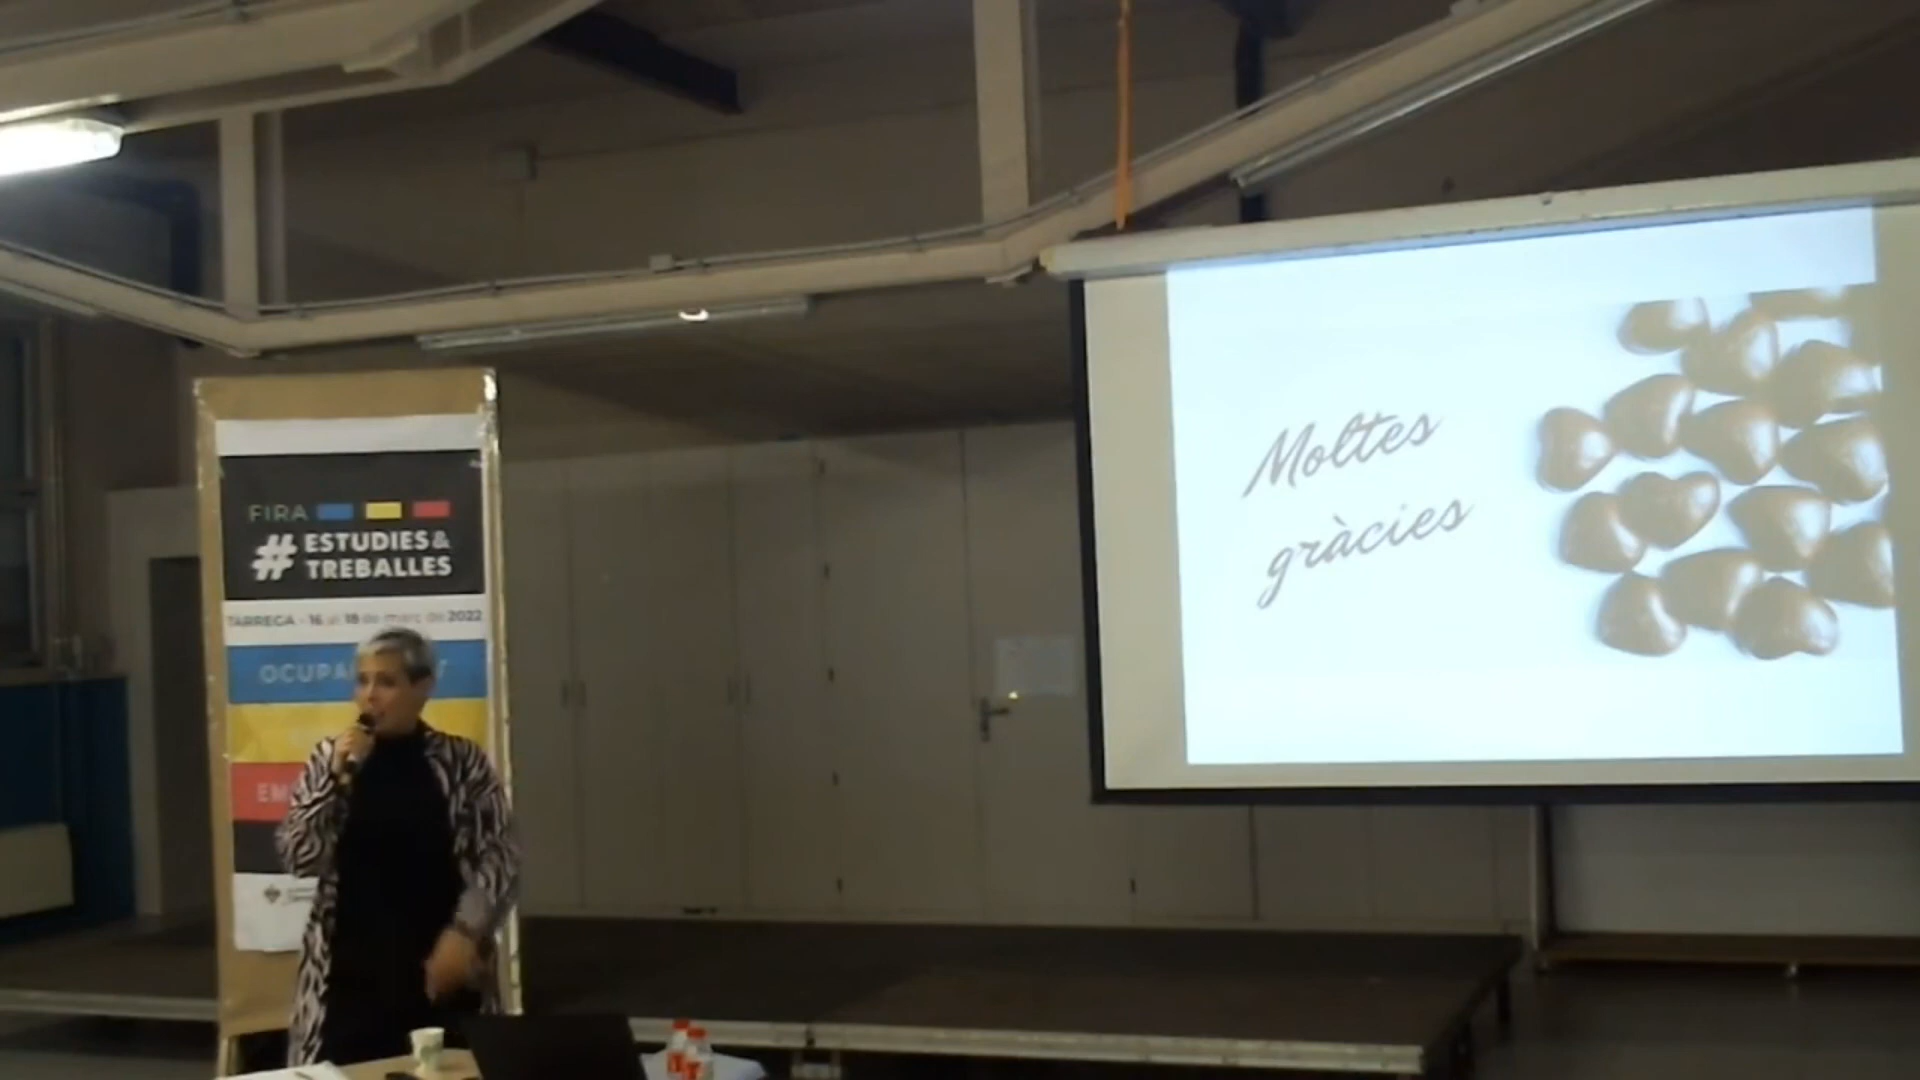 FIRA
# ESTUDIES&
TREBALLES
TÀRREGA - 16 al 18 de març de 2022
Moltes
gràcies